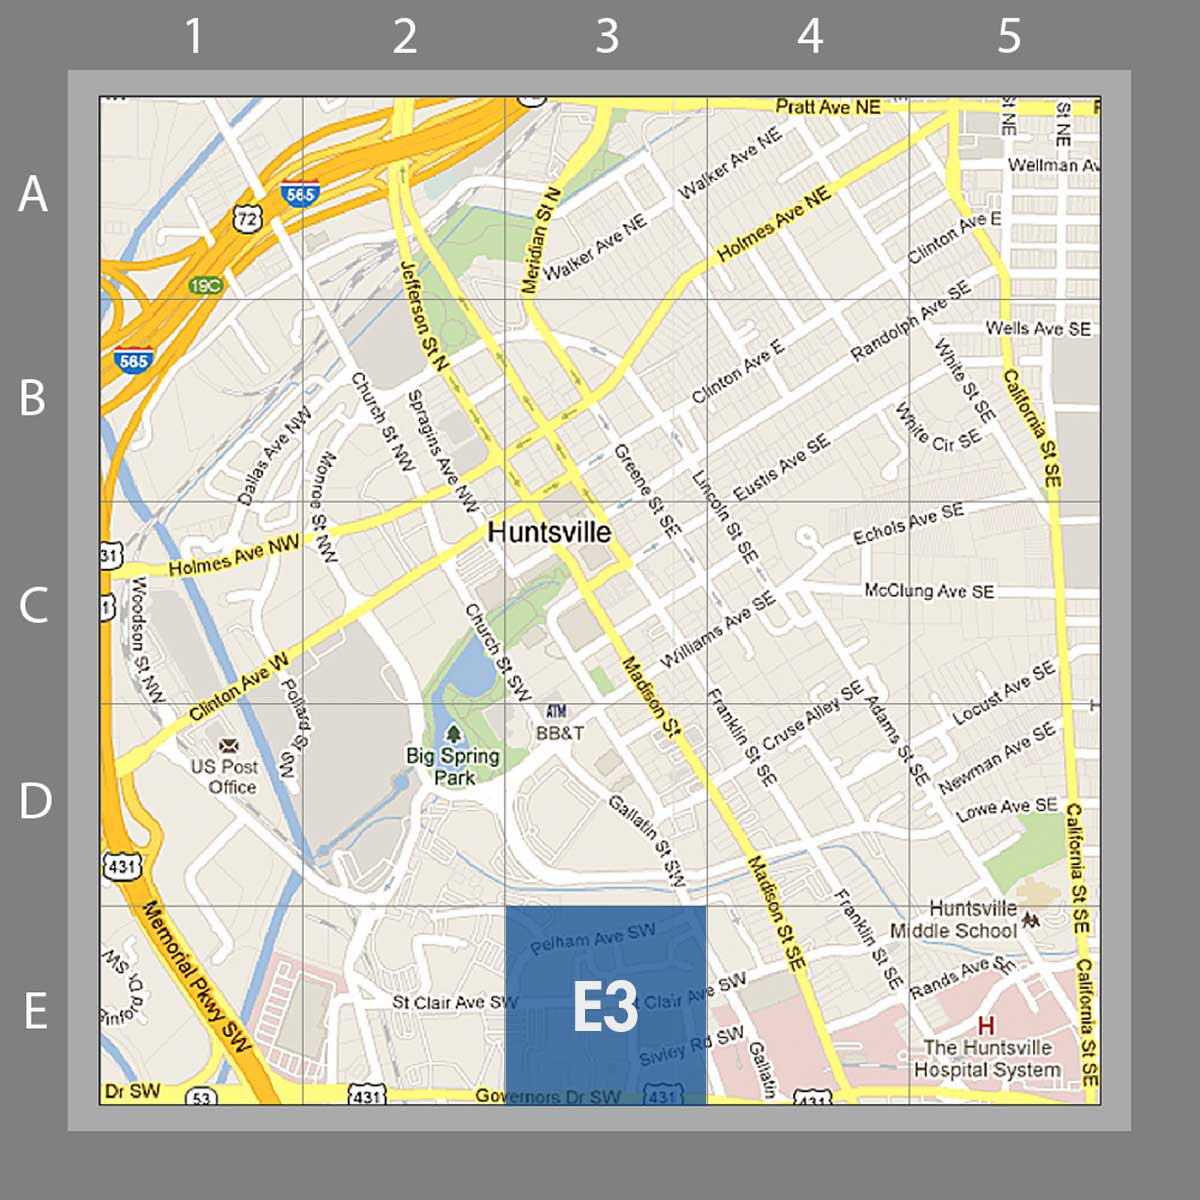 1 2 3 4 5
A
B
C
D
E
Pratt Ave NE
St NE
St NE
Wellman Av
Walker Ave NE
565
72
Meridian St N
Holmes Ave NE
Clinton Ave E
Walker Ave NE
19C
Jefferson St N
Randolph Ave SE
Wells Ave SE
565
White St SE
Clinton Ave E
California St SE
Church St NW
Spragins Ave NW
White Cir SE
Dallas Ave NW
Monroe St NW
Greene St SE
Lincoln St SE
Eustis Ave SE
Huntsville
Echols Ave SE
31
Holmes Ave NW
McClung Ave SE
1
Woodson St NW
Church St SW
Williams Ave SE
Clinton Ave W
Pollard St SW
Madison St
Franklin St SE
Adams St SE
Locust Ave SE
Cruse Alley SE
ATM
BB&T
Big Spring
Park
US Post
Office
Newman Ave SE
Gallatin St SW
Lowe Ave SE
California St SE
431
Madison St SE
Franklin St SE
Huntsville
Middle School
Memorial Pkwy SW
Pelham Ave SW
Pinfold Dr SW
St Clair Ave SW
E3
t Clair Ave SW
Rands Ave S
California St SE
H
The Huntsville
Hospital System
Sivley Rd SW
Gallatin
Dr SW
53
431
Governors Dr SW
431
431